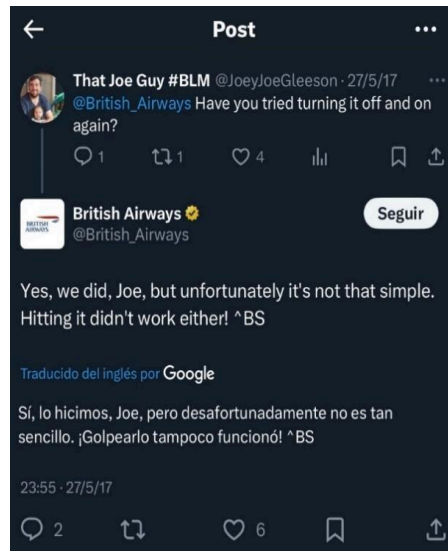 Post
That Joe Guy #BLM @JoeyJoeGleeson · 27/5/17
@British_Airways Have you tried turning it off and on
again?
1 1 4
BRITISH
AIRWAYS
British Airways
@British_Airways
Seguir
Yes, we did, Joe, but unfortunately it's not that simple.
Hitting it didn't work either! ^BS
Traducido del inglés por Google
Sí, lo hicimos, Joe, pero desafortunadamente no es tan
sencillo. ¡Golpearlo tampoco funcionó! ^BS
23:55 · 27/5/17
2 6